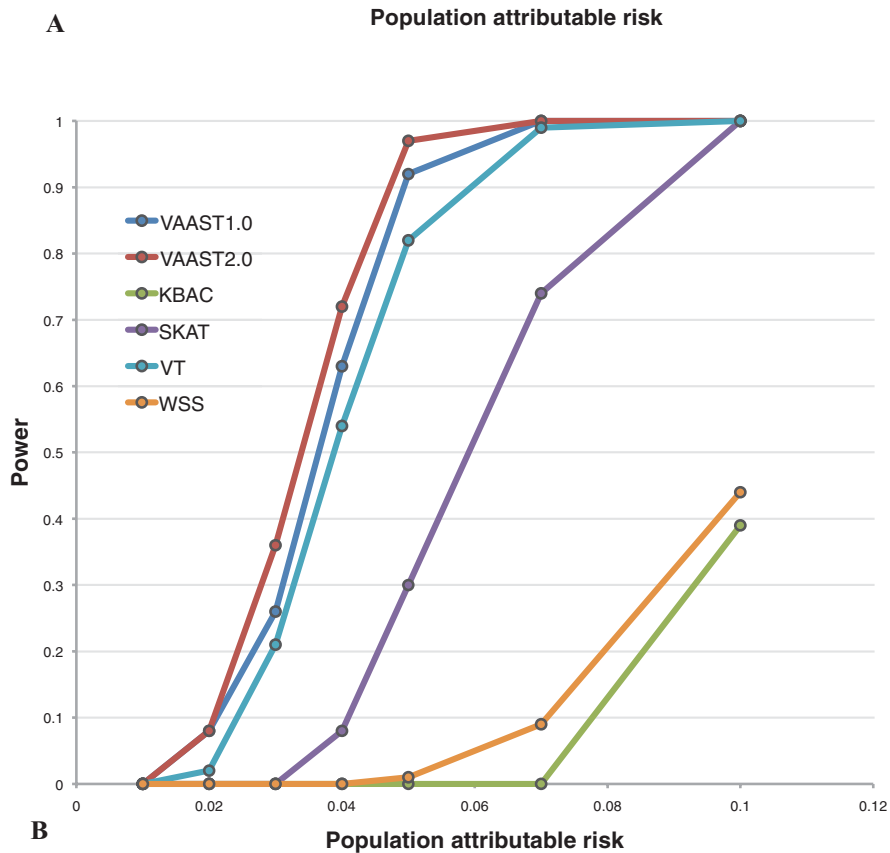 A
Population attributable risk
1
0.9
0.8
0.7
0.6
0.5
0.4
0.3
0.2
0.1
0
Power
VAAST1.0
VAAST2.0
KBAC
SKAT
VT
WSS
0 0.02 0.04 0.06 0.08 0.1 0.12
B
Population attributable risk